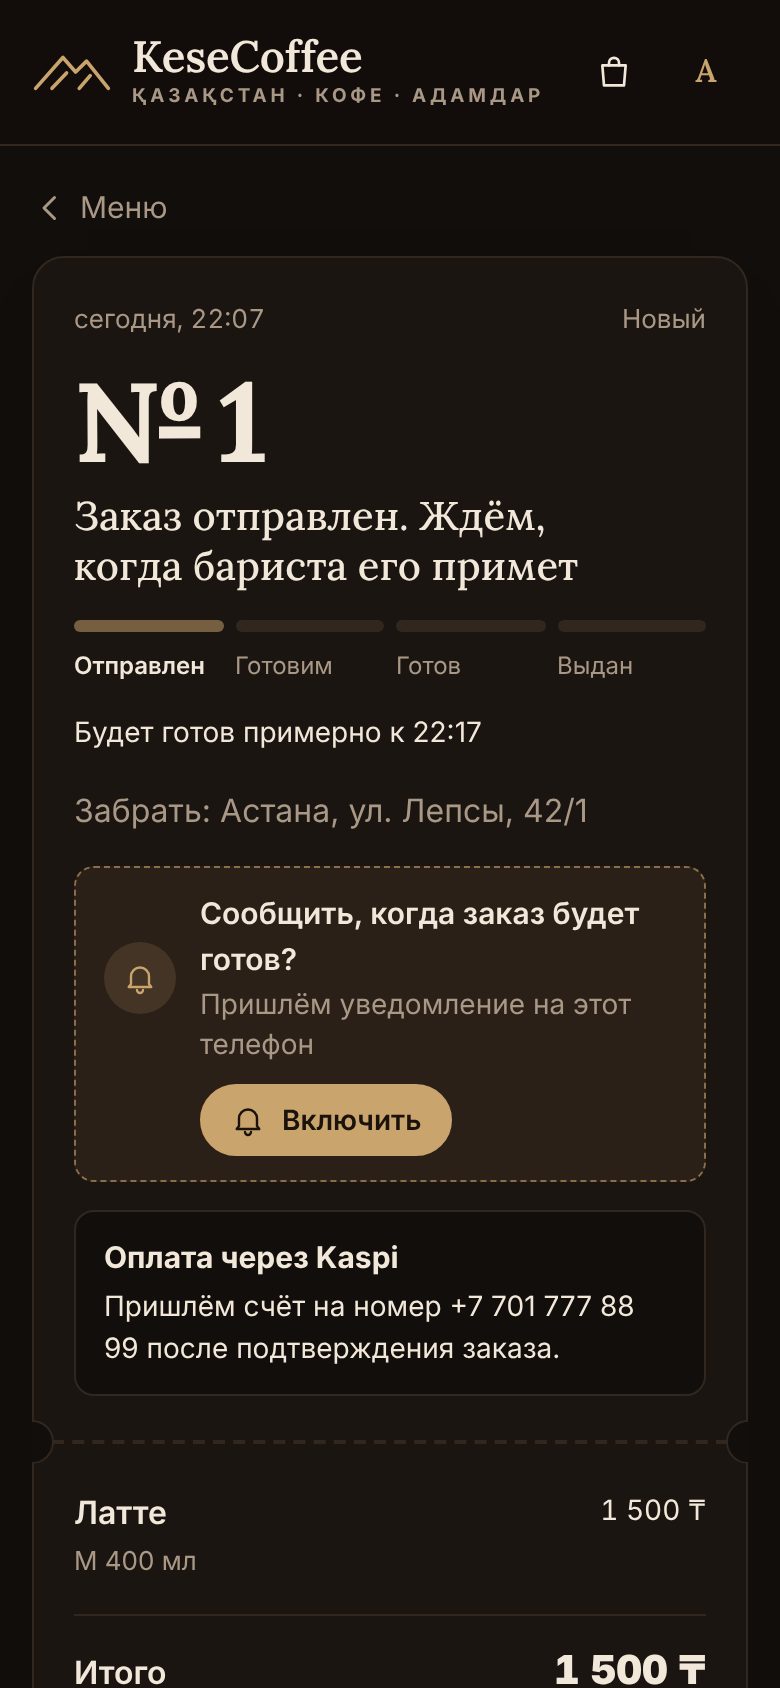 KeseCoffee
ҚАЗАҚСТАН · КОФЕ · АДАМДАР
A
Меню
сегодня, 22:07
Новый
№1
Заказ отправлен. Ждём,
когда бариста его примет
Отправлен
Готовим
Готов
Выдан
Будет готов примерно к 22:17
Забрать: Астана, ул. Лепсы, 42/1
Сообщить, когда заказ будет
готов?
Пришлём уведомление на этот
телефон
Включить
Оплата через Kaspi
Пришлём счёт на номер +7 701 777 88
99 после подтверждения заказа.
Латте
1 500 ₸
М 400 мл
Итого
1 500 ₸